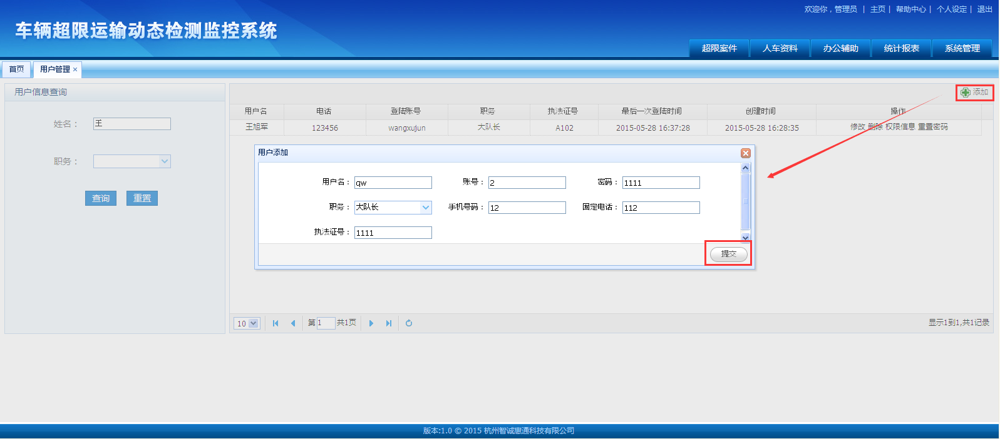 欢迎你，管理员 | 主页 | 帮助中心 | 个人设定 | 退出
车辆超限运输动态检测监控系统
超限案件 人车资料 办公辅助 统计报表 系统管理
首页 用户管理 ×
用户信息查询
添加
用户名 电话 登陆账号 职务 执法证号 最后一次登陆时间 创建时间 操作
王旭军 123456 wangxujun 大队长 A102 2015-05-28 16:37:28 2015-05-28 16:28:35 修改 删除 权限信息 重置密码
姓名： 王
职务：
查询 重置
用户添加
用户名： qw 账号： 2 密码： 1111
职务： 大队长 手机号码： 12 固定电话： 112
执法证号： 1111
提交
10 第 1 共1页 显示1到1,共1记录
版本:1.0 © 2015 杭州智诚惠通科技有限公司